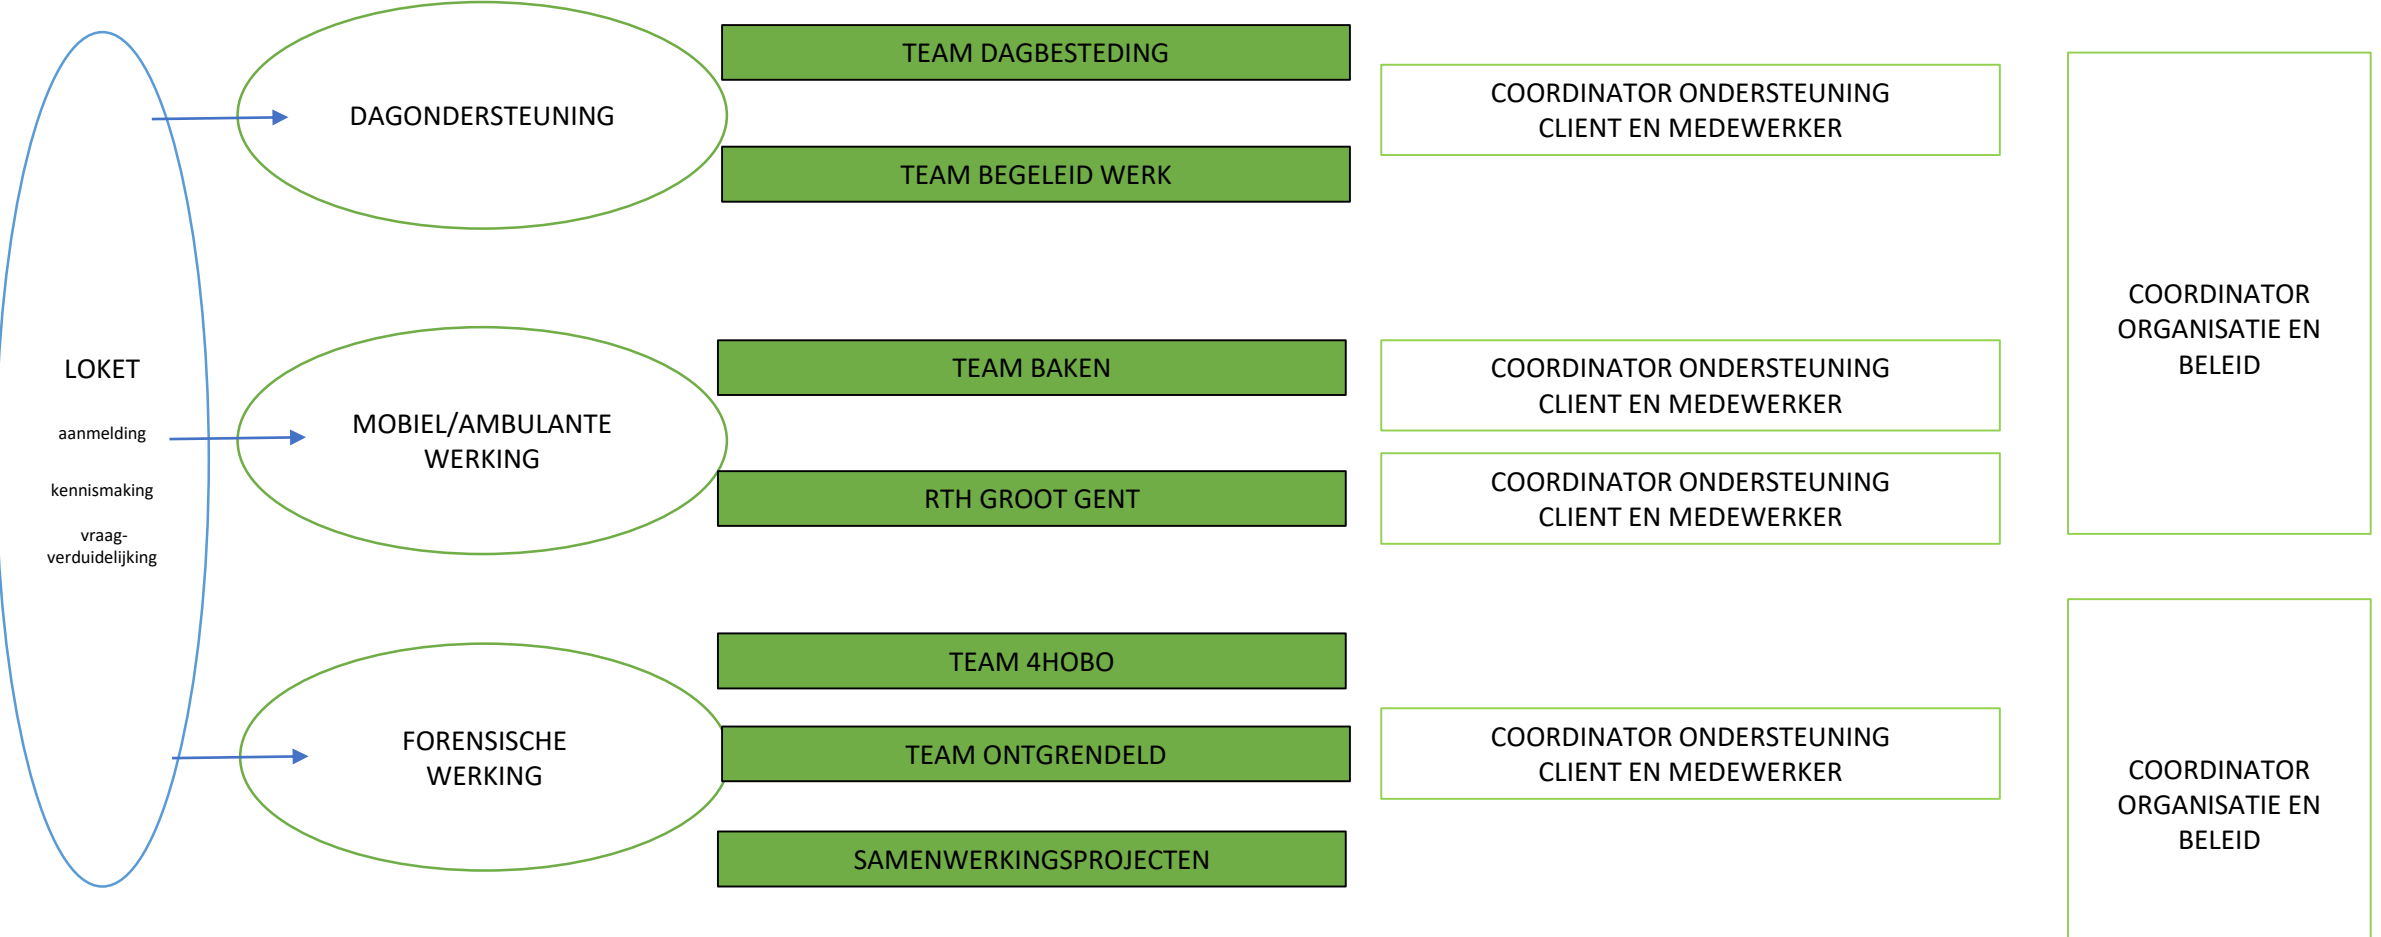 LOKET
aanmelding
kennismaking
vraag-
verduidelijking
DAGONDERSTEUNING
TEAM DAGBESTEDING
TEAM BEGELEID WERK
COORDINATOR ONDERSTEUNING
CLIENT EN MEDEWERKER
MOBIEL/AMBULANTE
WERKING
TEAM BAKEN
RTH GROOT GENT
COORDINATOR ONDERSTEUNING
CLIENT EN MEDEWERKER
COORDINATOR ONDERSTEUNING
CLIENT EN MEDEWERKER
COORDINATOR
ORGANISATIE EN
BELEID
FORENSISCHE
WERKING
TEAM 4HOBO
TEAM ONTGRENDELD
SAMENWERKINGSPROJECTEN
COORDINATOR ONDERSTEUNING
CLIENT EN MEDEWERKER
COORDINATOR
ORGANISATIE EN
BELEID